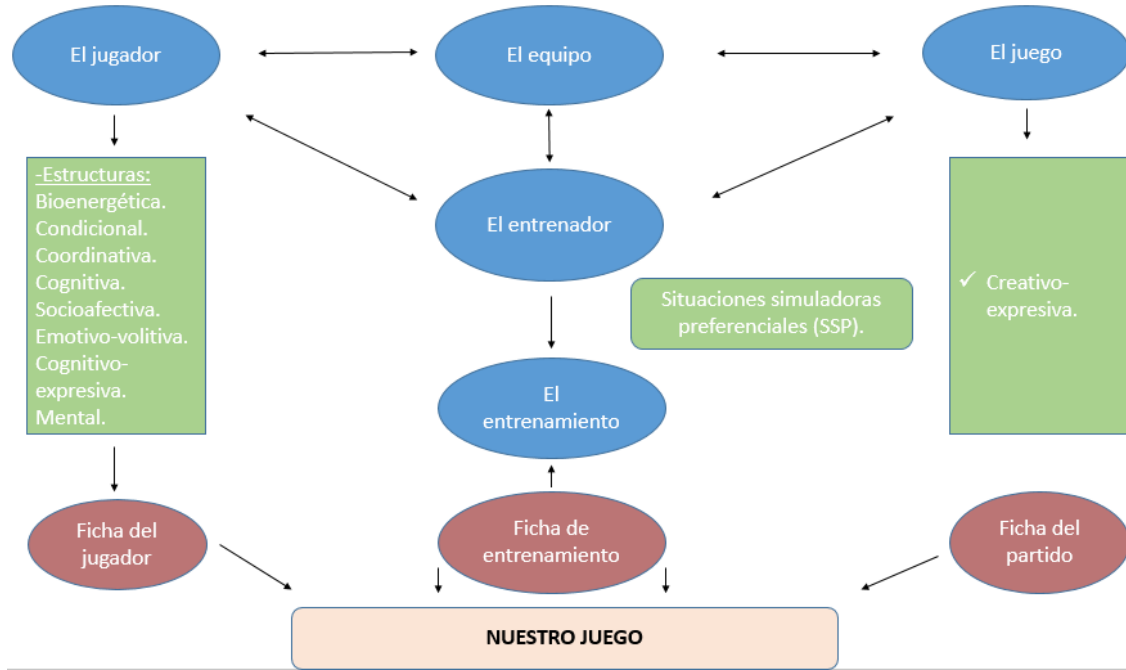 El jugador
El equipo
El juego
-Estructuras:
Bioenergética.
Condicional.
Coordinativa.
Cognitiva.
Socioafectiva.
Emotivo-volitiva.
Cognitivo-
expresiva.
Mental.
El entrenador
Situaciones simuladoras
preferenciales (SSP).
✓ Creativo-
expresiva.
El
entrenamiento
Ficha del
jugador
Ficha de
entrenamiento
Ficha del
partido
NUESTRO JUEGO